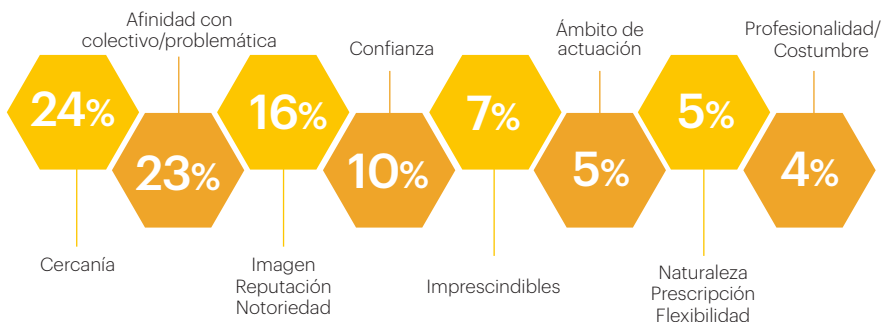 24%
Cercanía
Afinidad con
colectivo/problemática
23%
16%
Imagen
Reputación
Notoriedad
Confianza
10%
7%
Imprescindibles
Ámbito de
actuación
5%
5%
Naturaleza
Prescripción
Flexibilidad
Profesionalidad/
Costumbre
4%